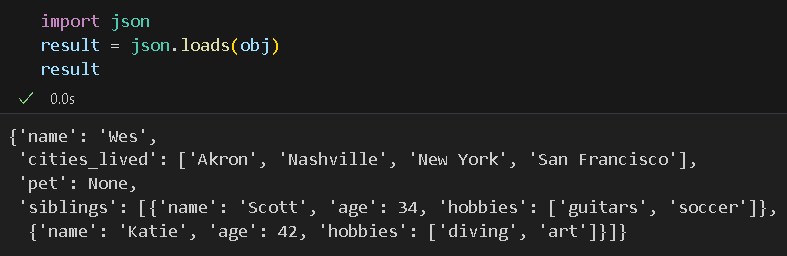 import json
result = json.loads(obj)
result
0.0s
{'name': 'Wes',
 'cities_lived': ['Akron', 'Nashville', 'New York', 'San Francisco'],
 'pet': None,
 'siblings': [{'name': 'Scott', 'age': 34, 'hobbies': ['guitars', 'soccer']},
  {'name': 'Katie', 'age': 42, 'hobbies': ['diving', 'art']}]}